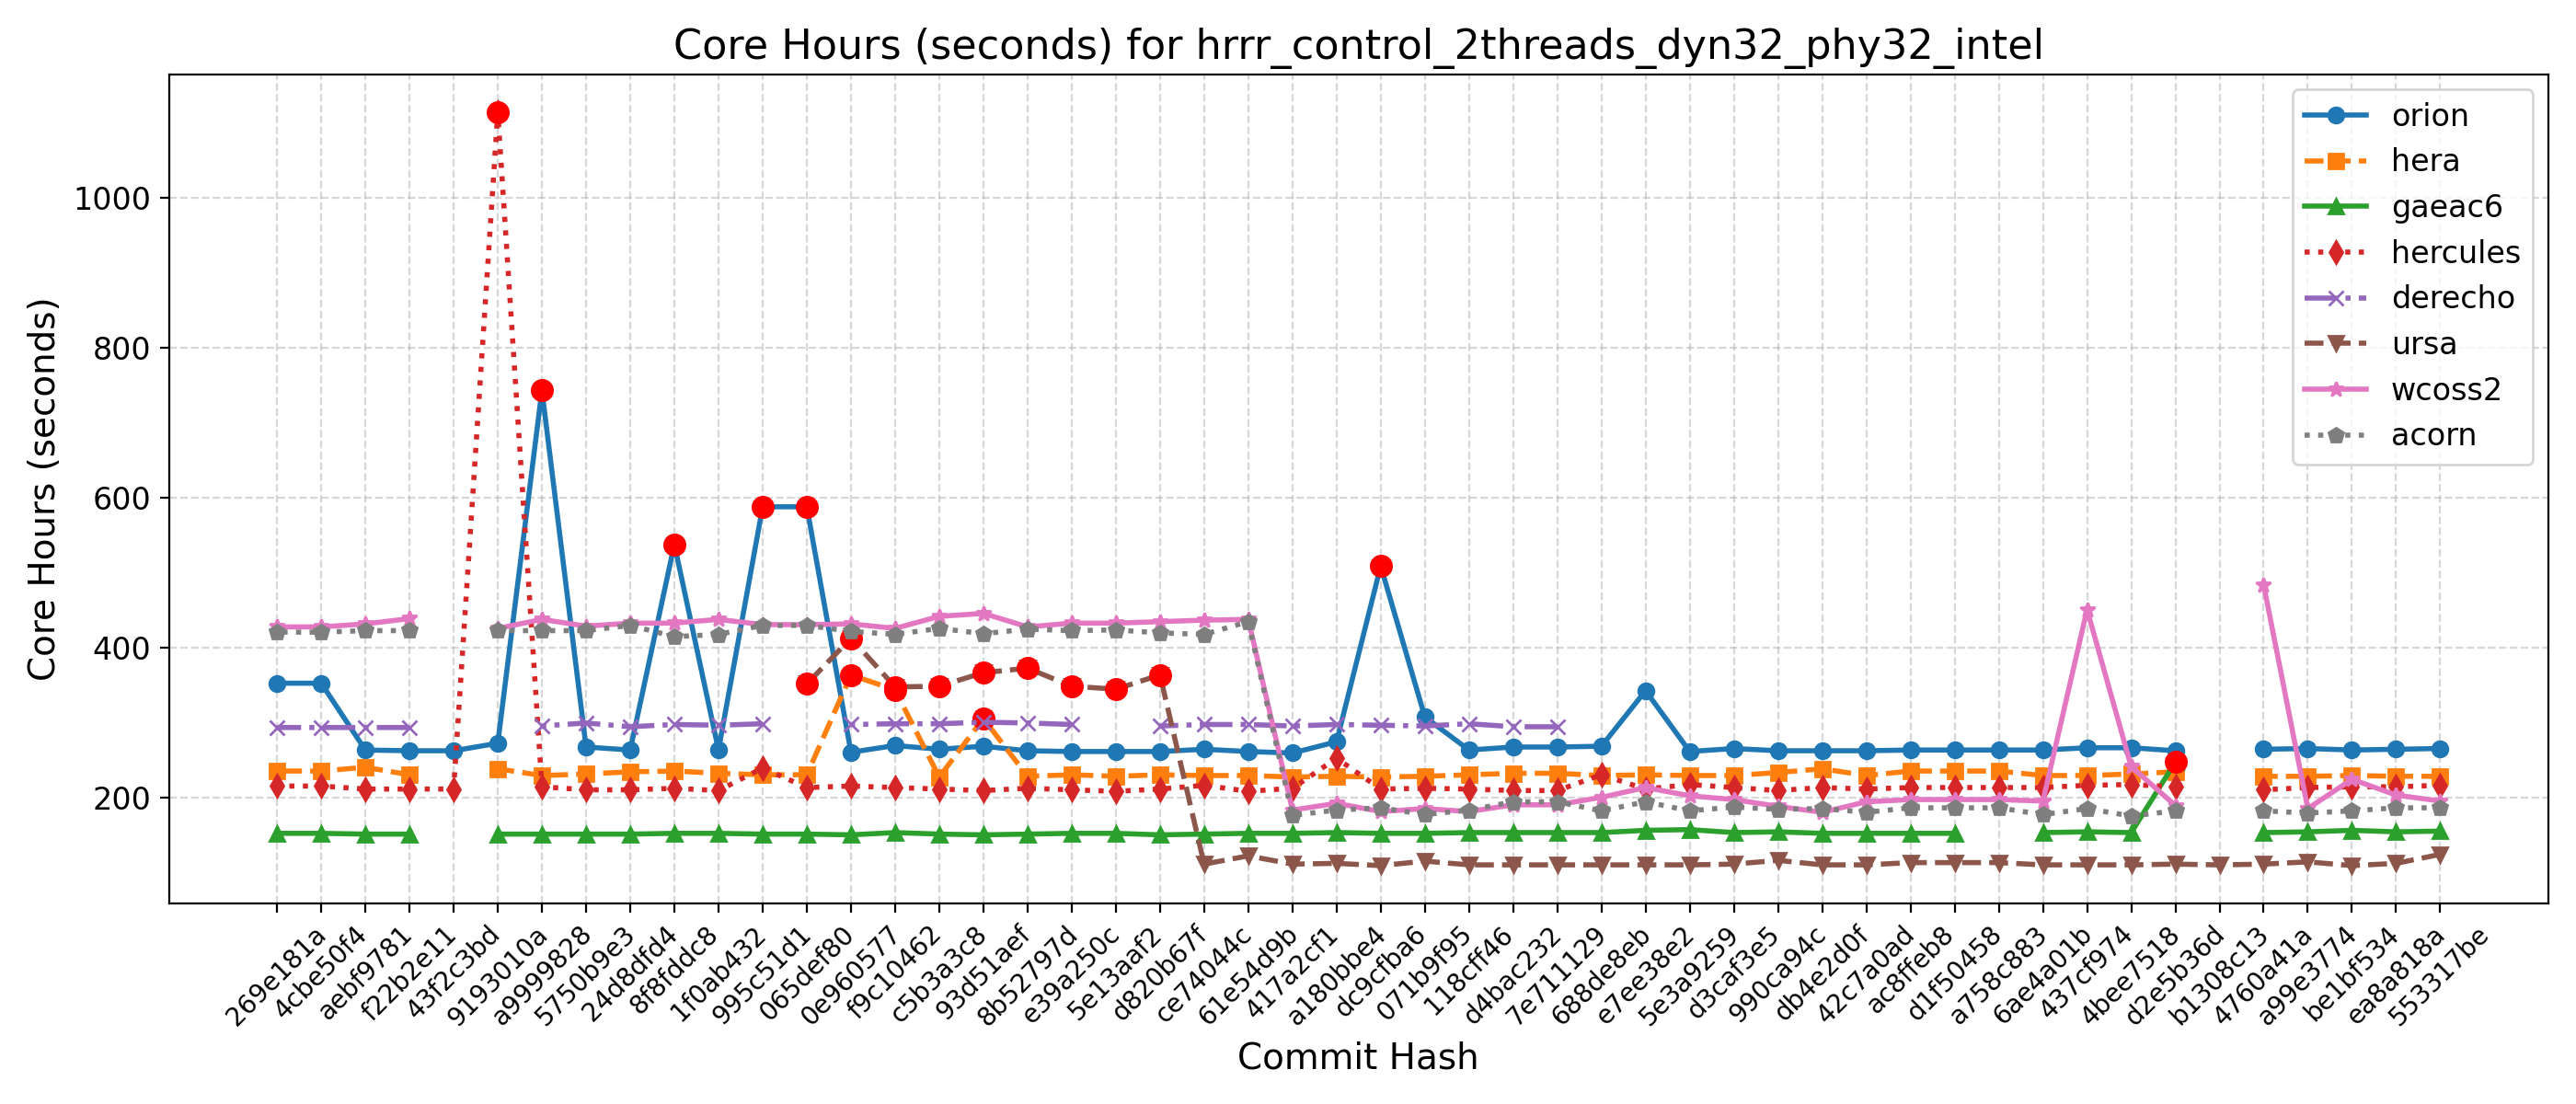 Core Hours (seconds) for hrrr_control_2threads_dyn32_phy32_intel
Core Hours (seconds)
1000
800
600
400
200
orion
hera
gaeac6
hercules
derecho
ursa
wcoss2
acorn
269e181a
4cbe50f4
aebf9781
f22b2e11
43f2c3bd
9193010a
a9999828
5750b9e3
24d8dfd4
8f8fddc8
1f0ab432
995c51d1
065def80
0e960577
f9c10462
c5b3a3c8
93d51aef
8b52797d
e39a250c
5e13aaf2
d820b67f
ce74044c
61e54d9b
417a2cf1
a180bbe4
dc9cfba6
071b9f95
118cff46
d4bac232
7e711129
688de8eb
e7ee38e2
5e3a9259
d3caf3e5
990ca94c
db4e2d0f
42c7a0ad
ac8ffeb8
d1f50458
a758c883
6ae4a01b
437cf974
4bee7518
d2e5b36d
b1308c13
4760a41a
a99e3774
be1bf534
ea8a818a
553317be
Commit Hash